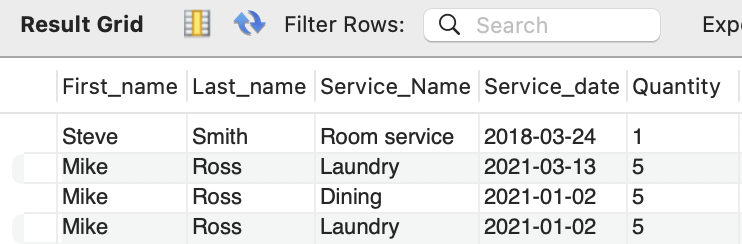 Result Grid Filter Rows: Search
First_name Last_name Service_Name Service_date Quantity
Steve Smith Room service 2018-03-24 1
Mike Ross Laundry 2021-03-13 5
Mike Ross Dining 2021-01-02 5
Mike Ross Laundry 2021-01-02 5